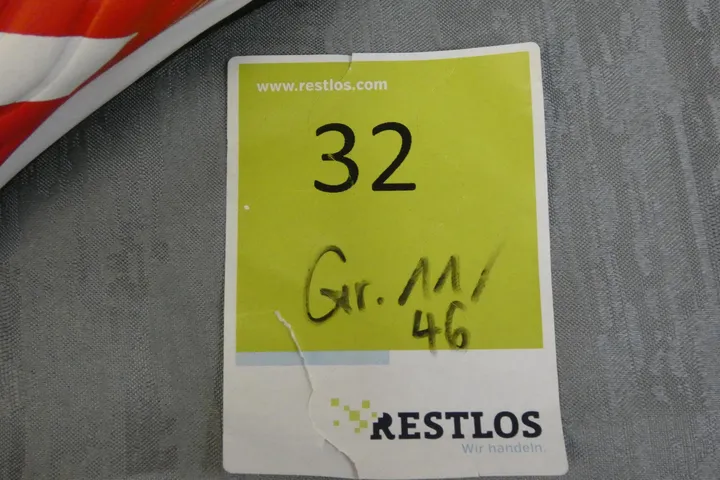 www.restlos.com
32
Gr. 11/
46
RESTLOS
Wir handeln.